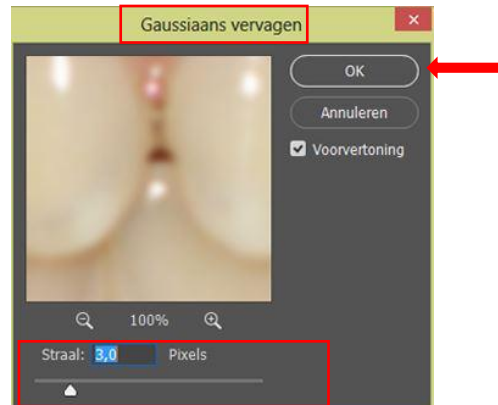 Gaussiaans vervagen
OK
Annuleren
Voorvertoning
100%
Straal: 3,0 Pixels